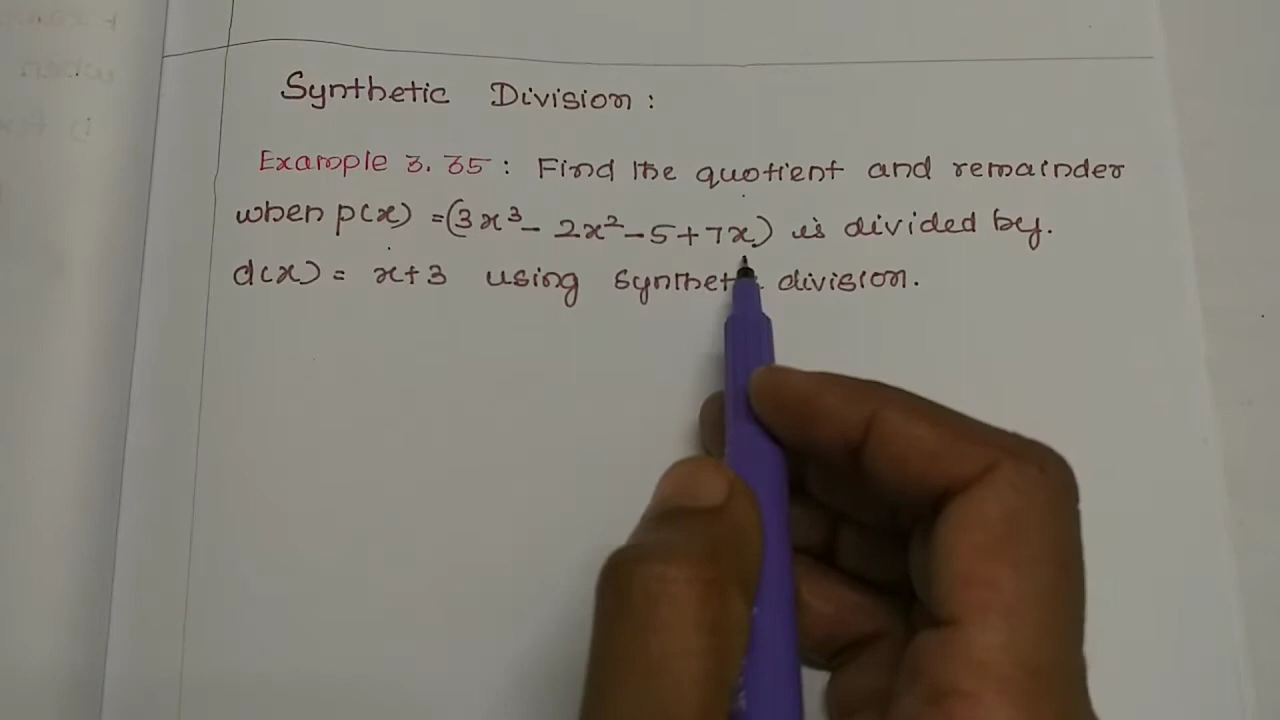 Synthetic Division :
Example 3.35 : Find the quotient and remainder
when p(x) = (3x³ - 2x² - 5 + 7x) is divided by.
d(x) = x+3 using division.